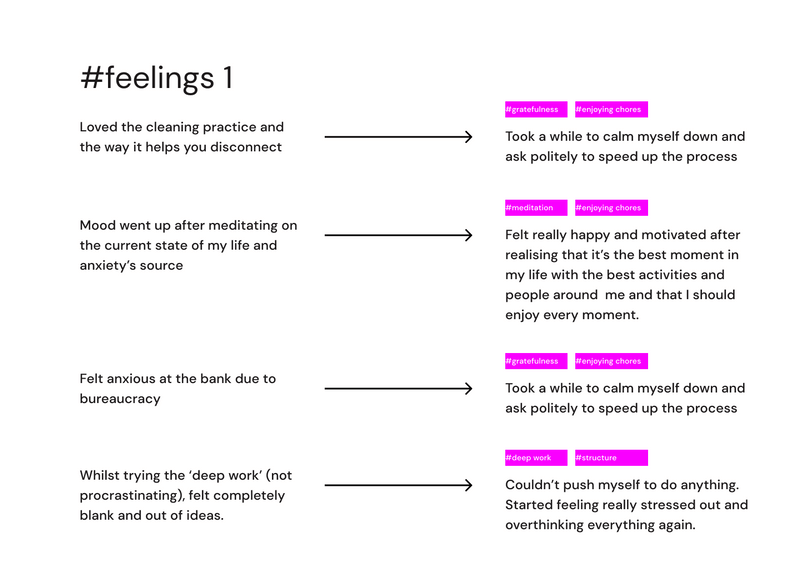 #feelings 1
Loved the cleaning practice and
the way it helps you disconnect
#gratefulness #enjoying chores
Took a while to calm myself down and
ask politely to speed up the process
Mood went up after meditating on
the current state of my life and
anxiety’s source
#meditation #enjoying chores
Felt really happy and motivated after
realising that it’s the best moment in
my life with the best activities and
people around  me and that I should
enjoy every moment.
Felt anxious at the bank due to
bureaucracy
#gratefulness #enjoying chores
Took a while to calm myself down and
ask politely to speed up the process
Whilst trying the ‘deep work’ (not
procrastinating), felt completely
blank and out of ideas.
#deep work #structure
Couldn’t push myself to do anything.
Started feeling really stressed out and
overthinking everything again.